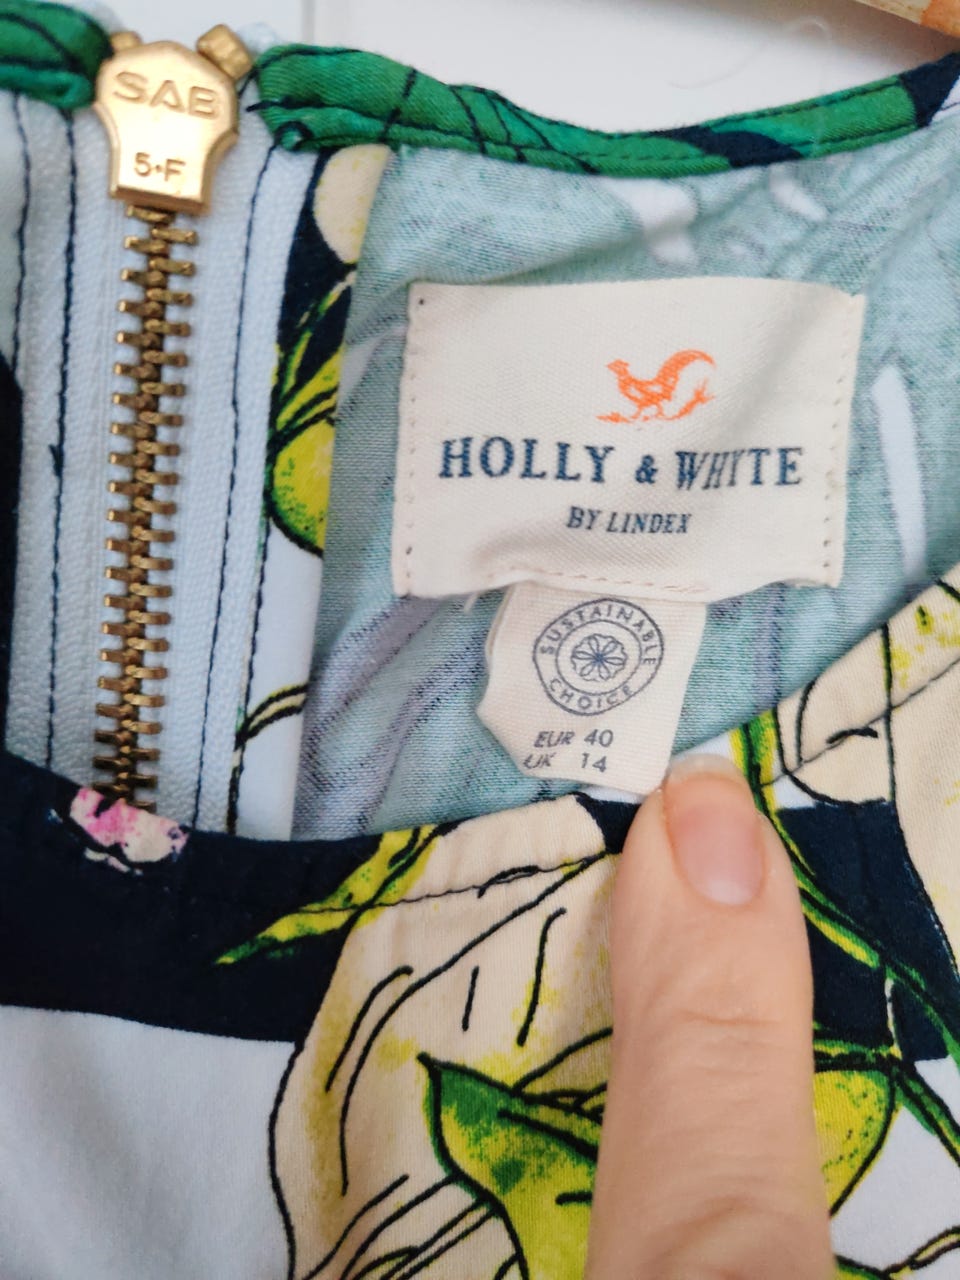 SAB
5·F
HOLLY & WHYTE
BY LINDEX
SUSTAINABLE
CHOICE
EUR 40
UK 14